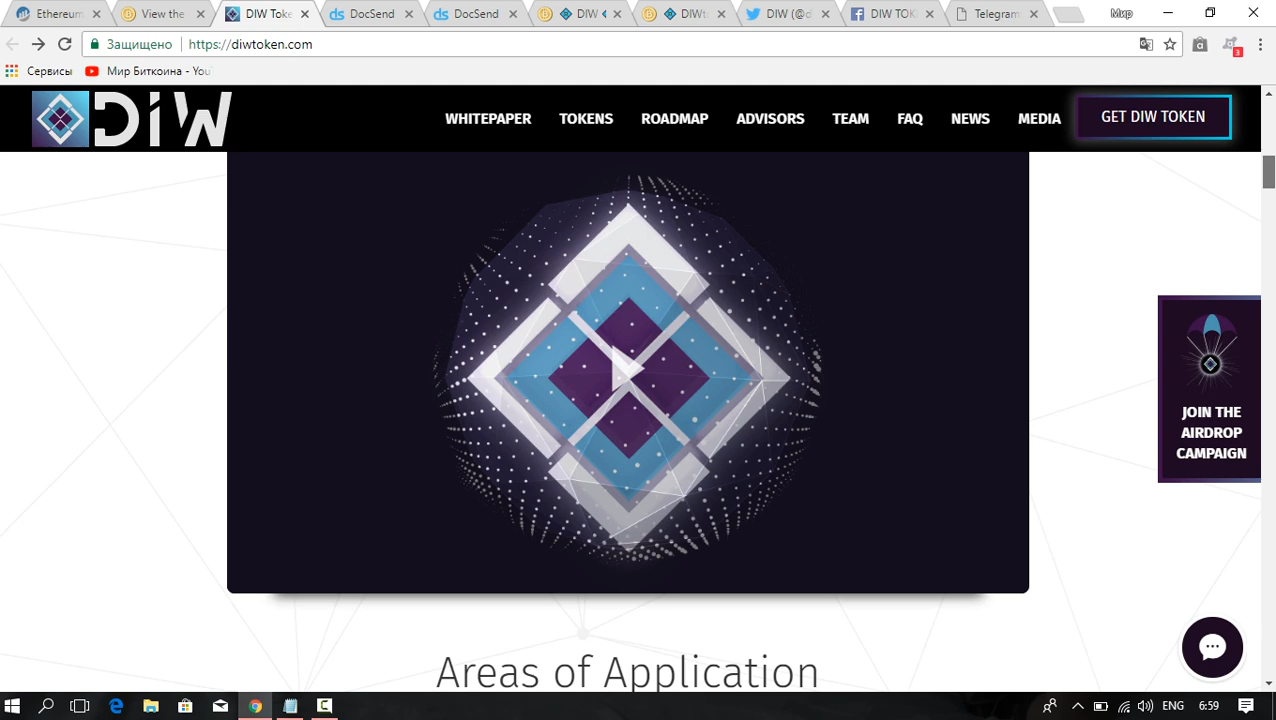 Ethereum
View the
DIW Toke
DocSend
DocSend
DIW
DIWt
DIW (@d
DIW TOK
Telegram
Мир
Защищено https://diwtoken.com
3
Сервисы Мир Биткоина - You
DIW
WHITEPAPER TOKENS ROADMAP ADVISORS TEAM FAQ NEWS MEDIA GET DIW TOKEN
JOIN THE
AIRDROP
CAMPAIGN
Areas of Application
ENG 6:59